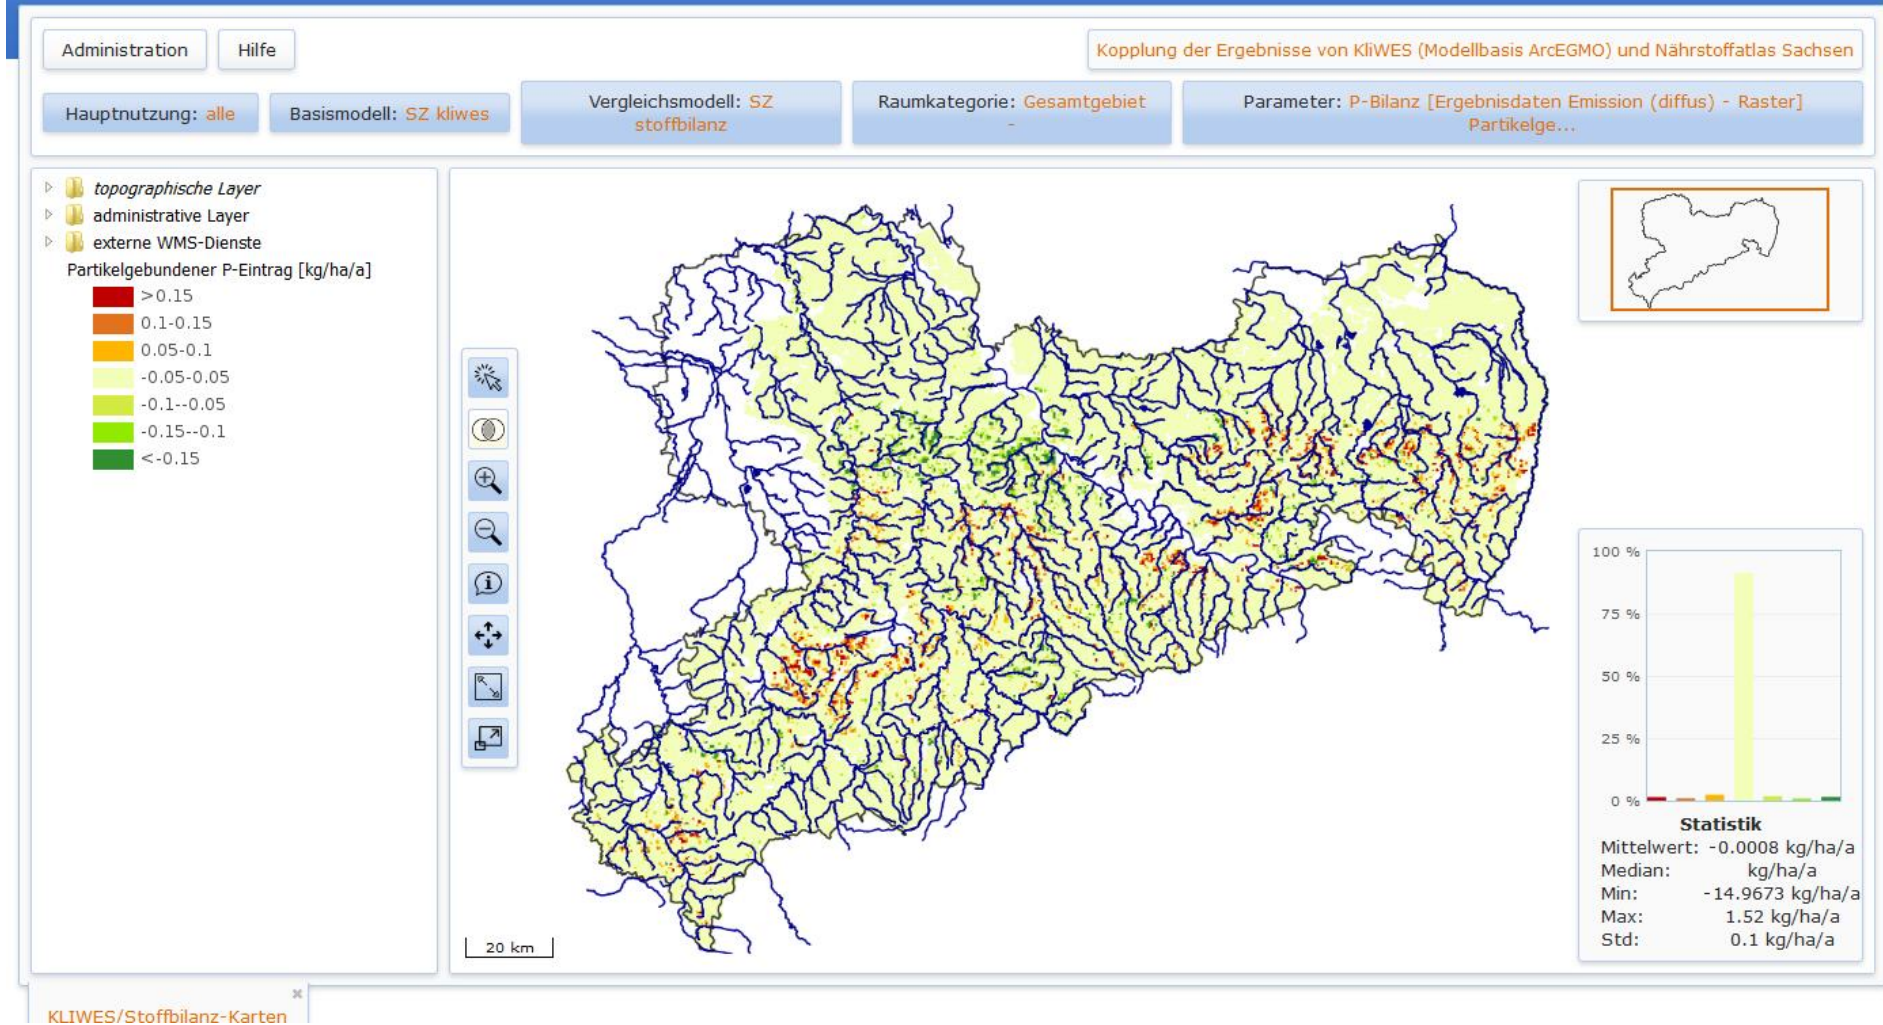 Administration
Hilfe
Kopplung der Ergebnisse von KliWES (Modellbasis ArcEGMO) und Nährstoffatlas Sachsen
Hauptnutzung: alle
Basismodell: SZ kliwes
Vergleichsmodell: SZ
stoffbilanz
Raumkategorie: Gesamtgebiet
-
Parameter: P-Bilanz [Ergebnisdaten Emission (diffus) - Raster]
Partikelge...
topographische Layer
administrative Layer
externe WMS-Dienste
Partikelgebundener P-Eintrag [kg/ha/a]
>0.15
0.1-0.15
0.05-0.1
-0.05-0.05
-0.1--0.05
-0.15--0.1
<-0.15
20 km
100 %
75 %
50 %
25 %
0 %
Statistik
Mittelwert: -0.0008 kg/ha/a
Median: kg/ha/a
Min: -14.9673 kg/ha/a
Max: 1.52 kg/ha/a
Std: 0.1 kg/ha/a
KLIWES/Stoffbilanz-Karten